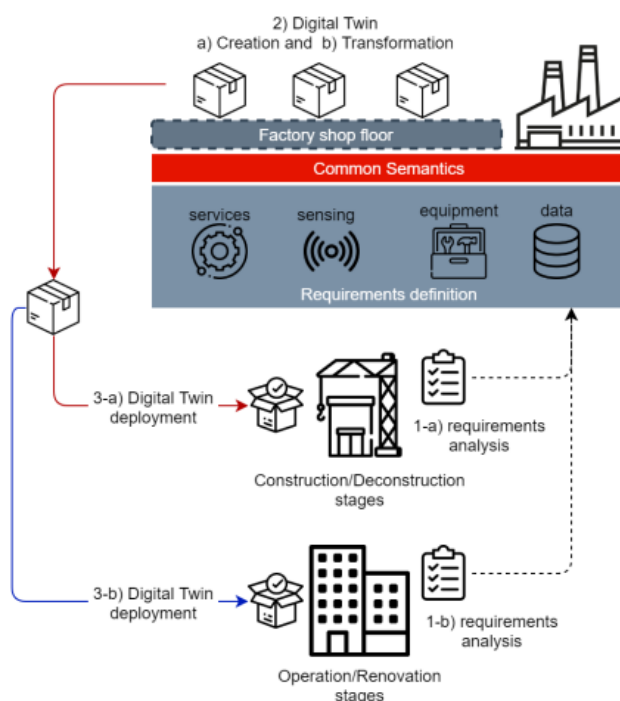 2) Digital Twin
a) Creation and b) Transformation
Factory shop floor
Common Semantics
services
sensing
equipment
data
Requirements definition
3-a) Digital Twin
deployment
1-a) requirements
analysis
Construction/Deconstruction
stages
3-b) Digital Twin
deployment
1-b) requirements
analysis
Operation/Renovation
stages